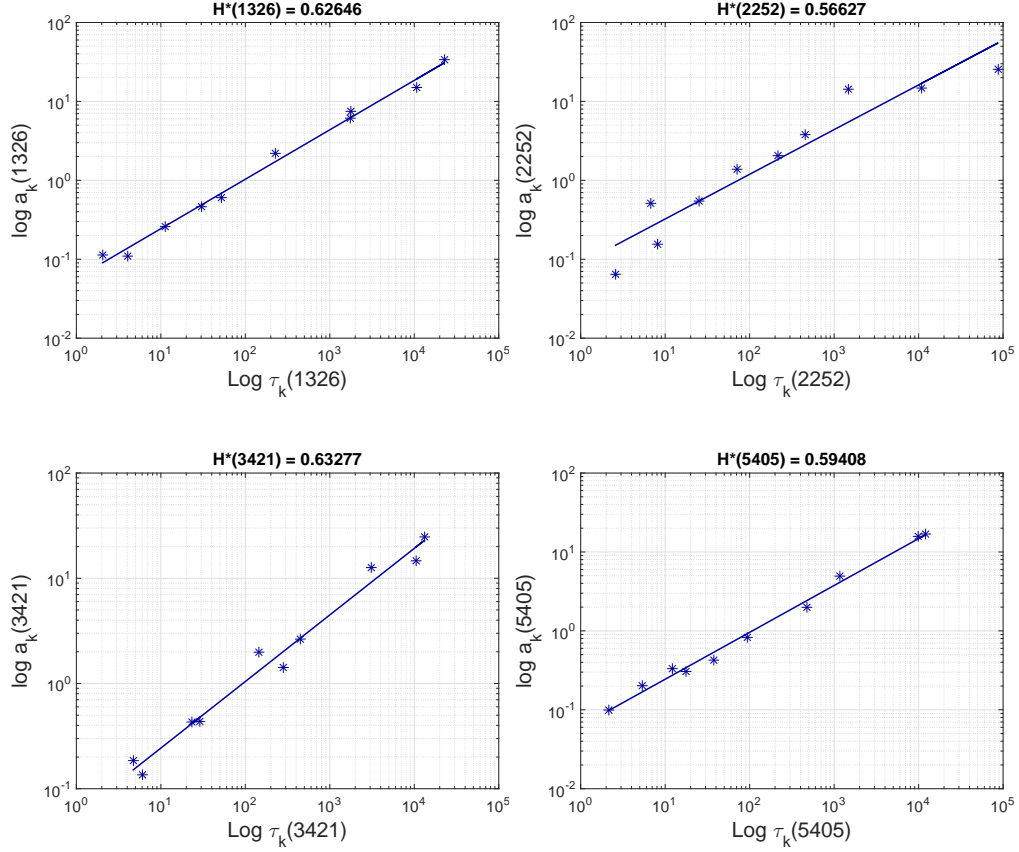 H*(1326) = 0.62646
log a_k(1326)
10^2
10^1
10^0
10^-1
10^-2
10^0 10^1 10^2 10^3 10^4 10^5
Log τ_k(1326)
H*(2252) = 0.56627
log a_k(2252)
10^2
10^1
10^0
10^-1
10^-2
10^0 10^1 10^2 10^3 10^4 10^5
Log τ_k(2252)
H*(3421) = 0.63277
log a_k(3421)
10^2
10^1
10^0
10^-1
10^0 10^1 10^2 10^3 10^4 10^5
Log τ_k(3421)
H*(5405) = 0.59408
log a_k(5405)
10^2
10^1
10^0
10^-1
10^-2
10^0 10^1 10^2 10^3 10^4 10^5
Log τ_k(5405)